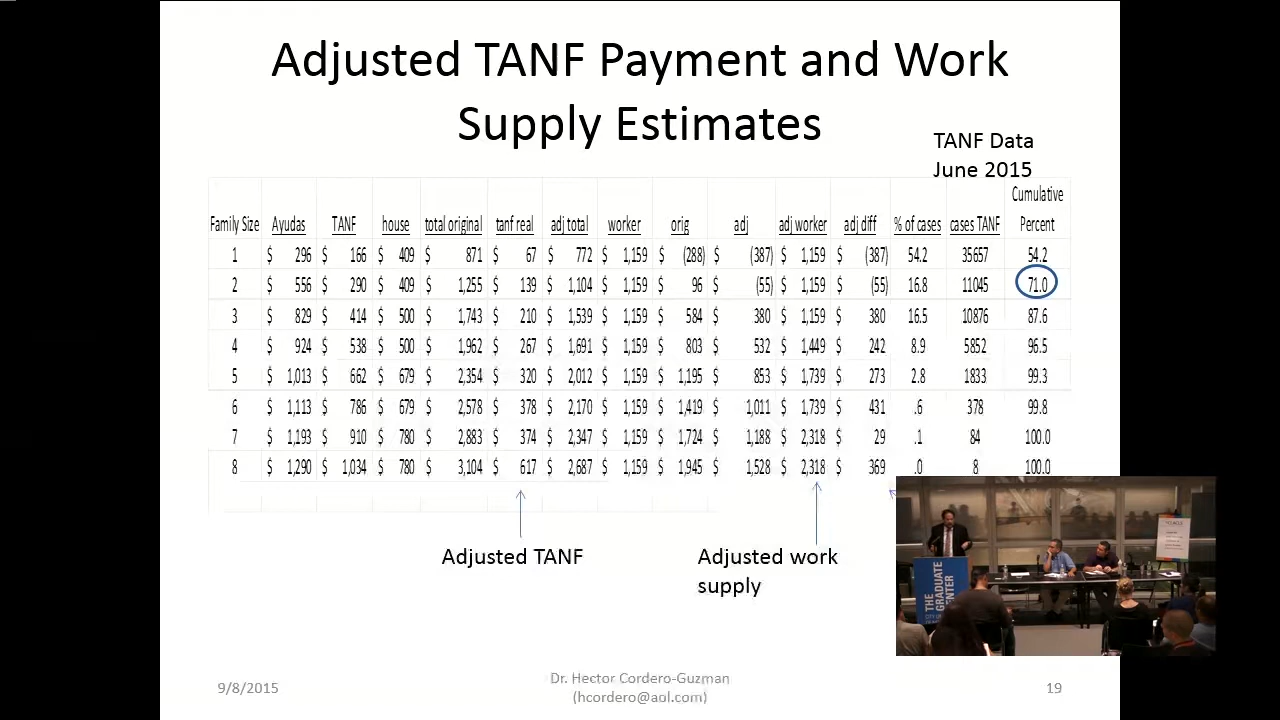 Adjusted TANF Payment and Work
Supply Estimates
TANF Data
June 2015
Family Size Ayudas TANF house total original tanf real adj total worker orig adj adj worker adj diff % of cases cases TANF Cumulative Percent
1 $ 296 $ 166 $ 409 $ 871 $ 67 $ 772 $ 1,159 $ (288) $ (387) $ 1,159 $ (387) 54.2 35657 54.2
2 $ 556 $ 290 $ 409 $ 1,255 $ 139 $ 1,104 $ 1,159 $ 96 $ (55) $ 1,159 $ (55) 16.8 11045 71.0
3 $ 829 $ 414 $ 500 $ 1,743 $ 210 $ 1,539 $ 1,159 $ 584 $ 380 $ 1,159 $ 380 16.5 10876 87.6
4 $ 924 $ 538 $ 500 $ 1,962 $ 267 $ 1,691 $ 1,159 $ 803 $ 532 $ 1,449 $ 242 8.9 5852 96.5
5 $ 1,013 $ 662 $ 679 $ 2,354 $ 320 $ 2,012 $ 1,159 $ 1,195 $ 853 $ 1,739 $ 273 2.8 1833 99.3
6 $ 1,113 $ 786 $ 679 $ 2,578 $ 378 $ 2,170 $ 1,159 $ 1,419 $ 1,011 $ 1,739 $ 431 .6 378 99.8
7 $ 1,193 $ 910 $ 780 $ 2,883 $ 374 $ 2,347 $ 1,159 $ 1,724 $ 1,188 $ 2,318 $ 29 .1 84 100.0
8 $ 1,290 $ 1,034 $ 780 $ 3,104 $ 617 $ 2,687 $ 1,159 $ 1,945 $ 1,528 $ 2,318 $ 369 .0 8 100.0
Adjusted TANF
Adjusted work
supply
THE
GRADUATE
CENTER
9/8/2015
Dr. Hector Cordero-Guzman
(hcordero@aol.com)
19